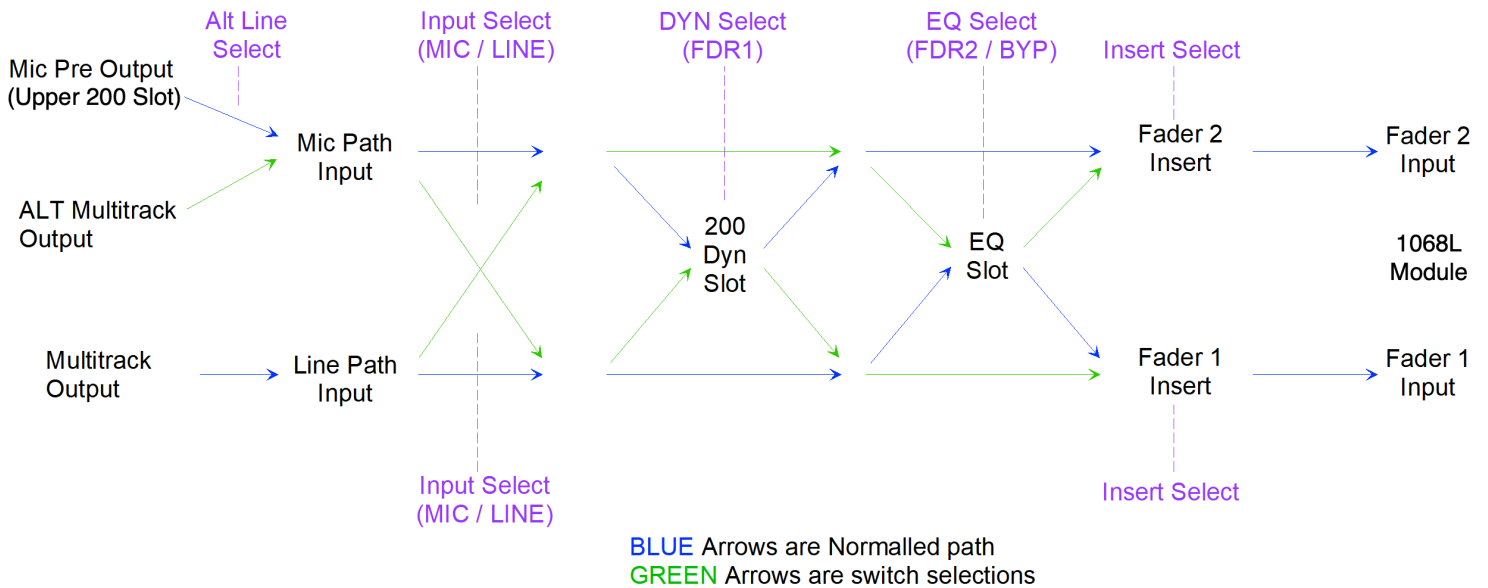 Alt Line
Select
Input Select
(MIC / LINE)
DYN Select
(FDR1)
EQ Select
(FDR2 / BYP)
Insert Select
Mic Pre Output
(Upper 200 Slot)
Mic Path
Input
Fader 2
Insert
Fader 2
Input
ALT Multitrack
Output
200
Dyn
Slot
EQ
Slot
1068L
Module
Multitrack
Output
Line Path
Input
Fader 1
Insert
Fader 1
Input
Input Select
(MIC / LINE)
Insert Select
BLUE Arrows are Normalled path
GREEN Arrows are switch selections